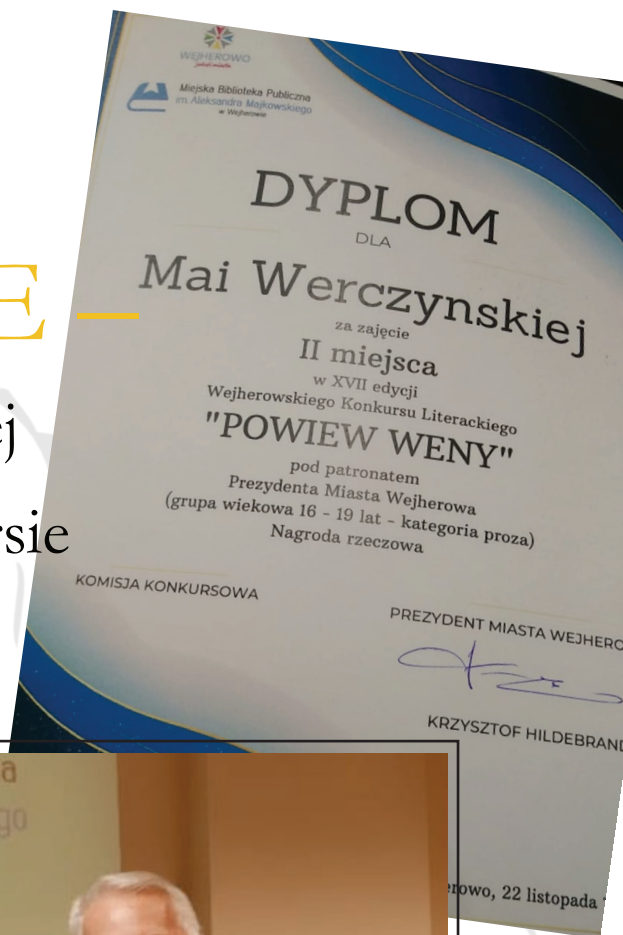 WEJHEROWO
Miejska Biblioteka Publiczna
im. Aleksandra Majkowskiego
w Wejherowie
DYPLOM
DLA
Mai Werczynskiej
za zajęcie
II miejsca
w XVII edycji
Wejherowskiego Konkursu Literackiego
"POWIEW WENY"
pod patronatem
Prezydenta Miasta Wejherowa
(grupa wiekowa 16 - 19 lat - kategoria proza)
Nagroda rzeczowa
KOMISJA KONKURSOWA
PREZYDENT MIASTA WEJHERO
KRZYSZTOF HILDEBRAND
erowo, 22 listopada
E –
ej
rsie
a
go